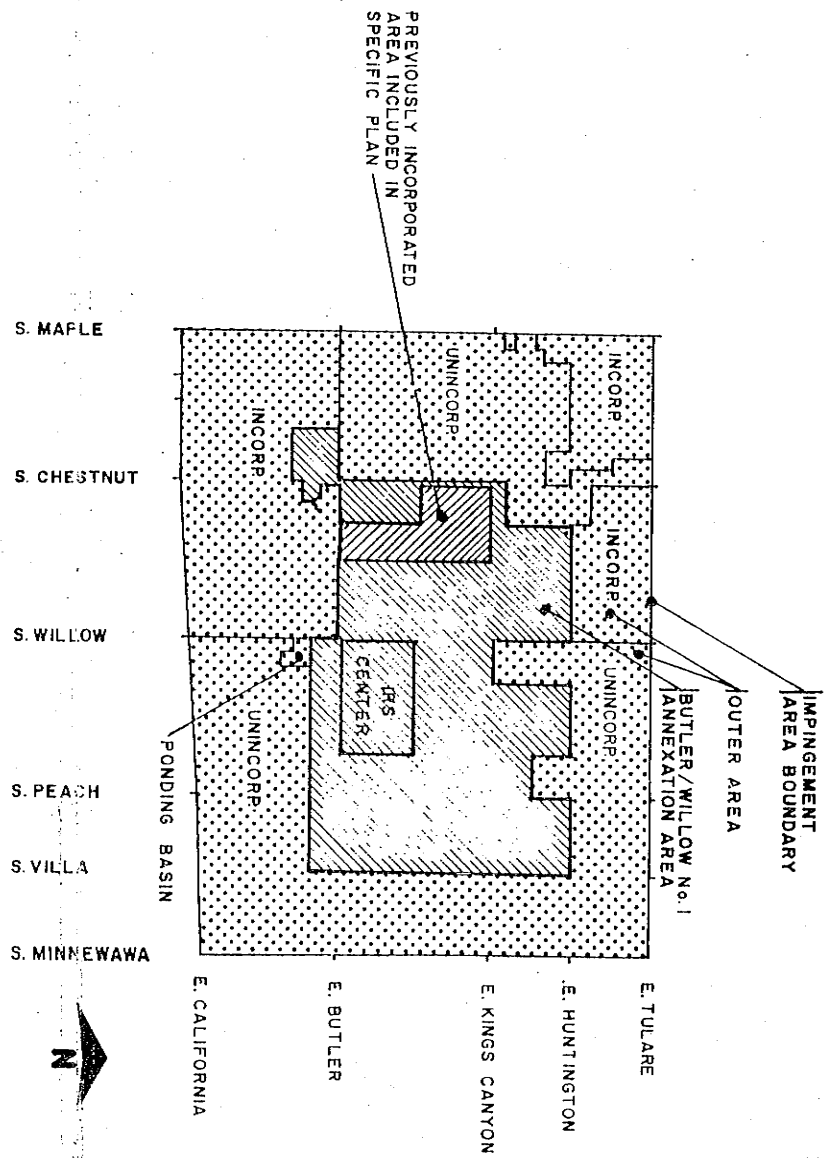 PREVIOUSLY INCORPORATED
AREA INCLUDED IN
SPECIFIC PLAN
S. MAPLE
S. CHESTNUT
S. WILLOW
S. PEACH
S. VILLA
S. MINNEWAWA
UNINCORP.
INCORP.
INCORP.
INCORP.
UNINCORP.
UNINCORP.
IRS
CENTER
PONDING BASIN
IMPINGEMENT
AREA BOUNDARY
OUTER AREA
BUTLER/WILLOW No. 1
ANNEXATION AREA
E. CALIFORNIA
E. BUTLER
E. KINGS CANYON
E. HUNTINGTON
E. TULARE
N